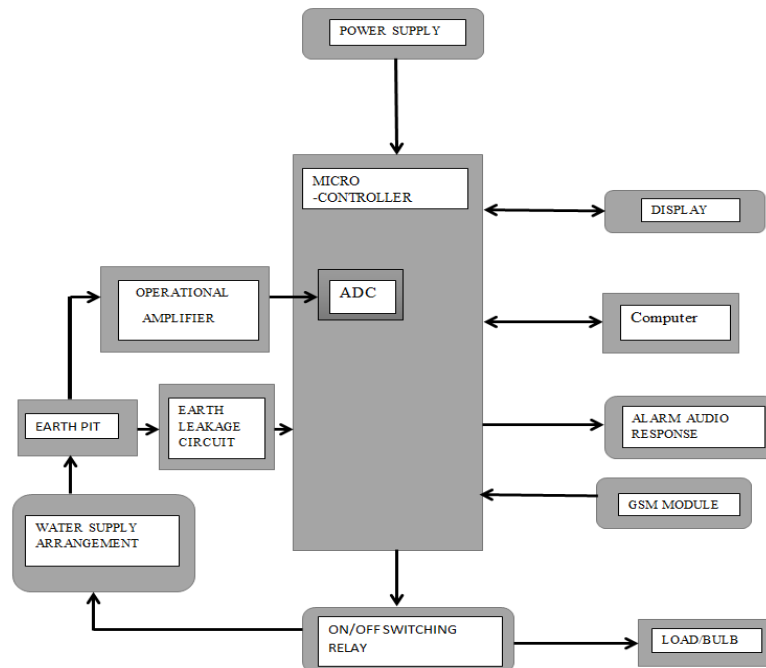 POWER SUPPLY
MICRO
-CONTROLLER
DISPLAY
OPERATIONAL
AMPLIFIER
ADC
Computer
EARTH PIT
EARTH
LEAKAGE
CIRCUIT
ALARM AUDIO
RESPONSE
GSM MODULE
WATER SUPPLY
ARRANGEMENT
ON/OFF SWITCHING
RELAY
LOAD/BULB